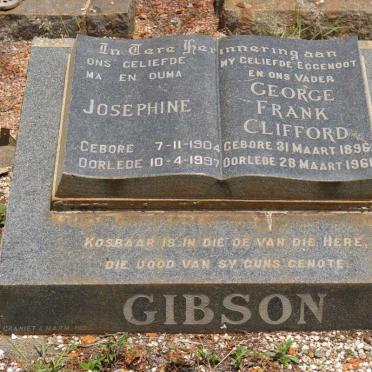 In Tere Herinnering aan
ONS GELIEFDE
MA EN OUMA
JOSEPHINE
GEBORE 7-11-1904
OORLEDE 10-4-1997
MY GELIEFDE EGGENOOT
EN ONS VADER
GEORGE
FRANK
CLIFFORD
GEBORE 31 MAART 1896
OORLEDE 28 MAART 1961
KOSBAAR IS IN DIE OE VAN DIE HERE,
DIE DOOD VAN SY GUNSGENOTE.
GIBSON